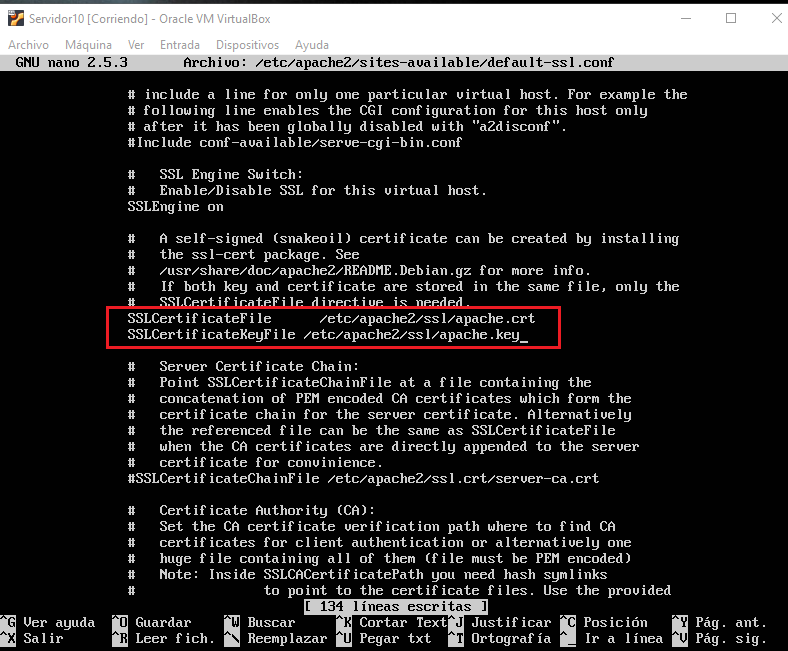 Servidor10 [Corriendo] - Oracle VM VirtualBox
Archivo Máquina Ver Entrada Dispositivos Ayuda
GNU nano 2.5.3 Archivo: /etc/apache2/sites-available/default-ssl.conf
# include a line for only one particular virtual host. For example the
# following line enables the CGI configuration for this host only
# after it has been globally disabled with "a2disconf".
#Include conf-available/serve-cgi-bin.conf
# SSL Engine Switch:
# Enable/Disable SSL for this virtual host.
SSLEngine on
# A self-signed (snakeoil) certificate can be created by installing
# the ssl-cert package. See
# /usr/share/doc/apache2/README.Debian.gz for more info.
# If both key and certificate are stored in the same file, only the
# SSLCertificateFile directive is needed.
SSLCertificateFile /etc/apache2/ssl/apache.crt
SSLCertificateKeyFile /etc/apache2/ssl/apache.key_
# Server Certificate Chain:
# Point SSLCertificateChainFile at a file containing the
# concatenation of PEM encoded CA certificates which form the
# certificate chain for the server certificate. Alternatively
# the referenced file can be the same as SSLCertificateFile
# when the CA certificates are directly appended to the server
# certificate for convinience.
#SSLCertificateChainFile /etc/apache2/ssl.crt/server-ca.crt
# Certificate Authority (CA):
# Set the CA certificate verification path where to find CA
# certificates for client authentication or alternatively one
# huge file containing all of them (file must be PEM encoded)
# Note: Inside SSLCACertificatePath you need hash symlinks
# to point to the certificate files. Use the provided
[ 134 líneas escritas ]
^G Ver ayuda ^O Guardar ^W Buscar ^K Cortar Text ^J Justificar ^C Posición ^Y Pág. ant.
^X Salir ^R Leer fich. ^\ Reemplazar ^U Pegar txt ^T Ortografía ^_ Ir a línea ^V Pág. sig.